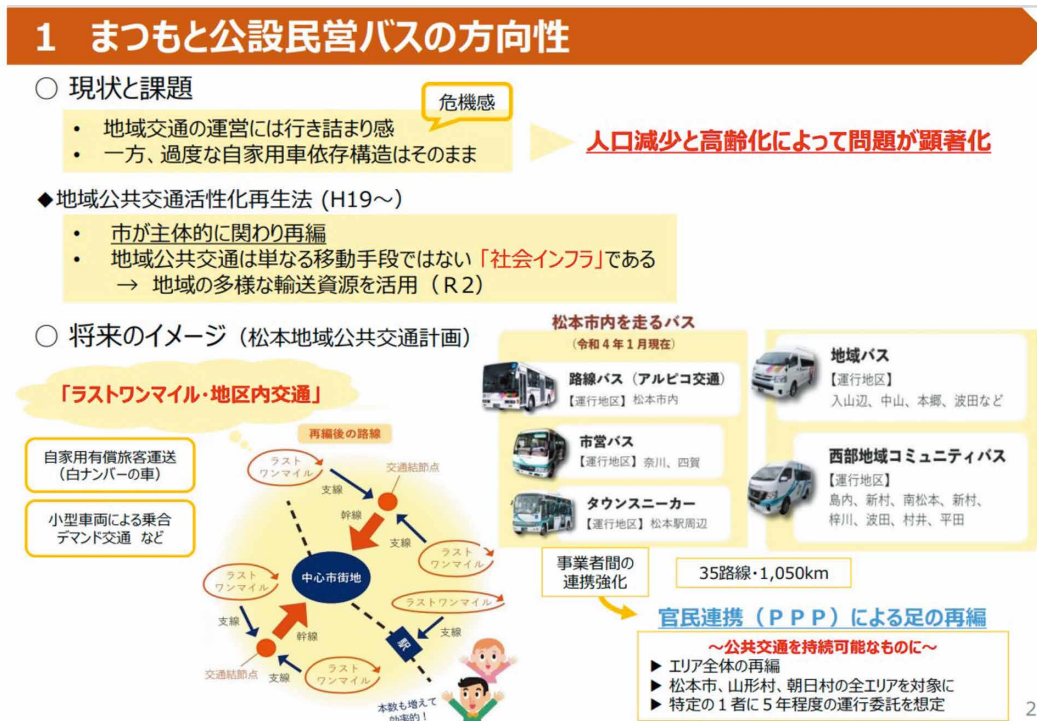 1 まつもと公設民営バスの方向性
○ 現状と課題
危機感
• 地域交通の運営には行き詰まり感
• 一方、過度な自家用車依存構造はそのまま
人口減少と高齢化によって問題が顕著化
◆地域公共交通活性化再生法 (H19~)
• 市が主体的に関わり再編
• 地域公共交通は単なる移動手段ではない「社会インフラ」である
→ 地域の多様な輸送資源を活用(R2)
○ 将来のイメージ(松本地域公共交通計画)
「ラストワンマイル・地区内交通」
自家用有償旅客運送
(白ナンバーの車)
小型車両による乗合
デマンド交通 など
再編後の路線
ラスト
ワンマイル
交通結節点
支線
幹線
支線
ラスト
ワンマイル
中心市街地
ラスト
ワンマイル
ラストワンマイル
支線
幹線
支線
駅
交通結節点
ラスト
ワンマイル
支線
本数も増えて
効率的!
松本市内を走るバス
(令和4年1月現在)
路線バス(アルピコ交通)
【運行地区】松本市内
市営バス
【運行地区】奈川、四賀
タウンスニーカー
【運行地区】松本駅周辺
地域バス
【運行地区】
入山辺、中山、本郷、波田など
西部地域コミュニティバス
【運行地区】
島内、新村、南松本、新村、
梓川、波田、村井、平田
事業者間の
連携強化
35路線・1,050km
官民連携(PPP)による足の再編
~公共交通を持続可能なものに~
▶ エリア全体の再編
▶ 松本市、山形村、朝日村の全エリアを対象に
▶ 特定の1者に5年程度の運行委託を想定
2